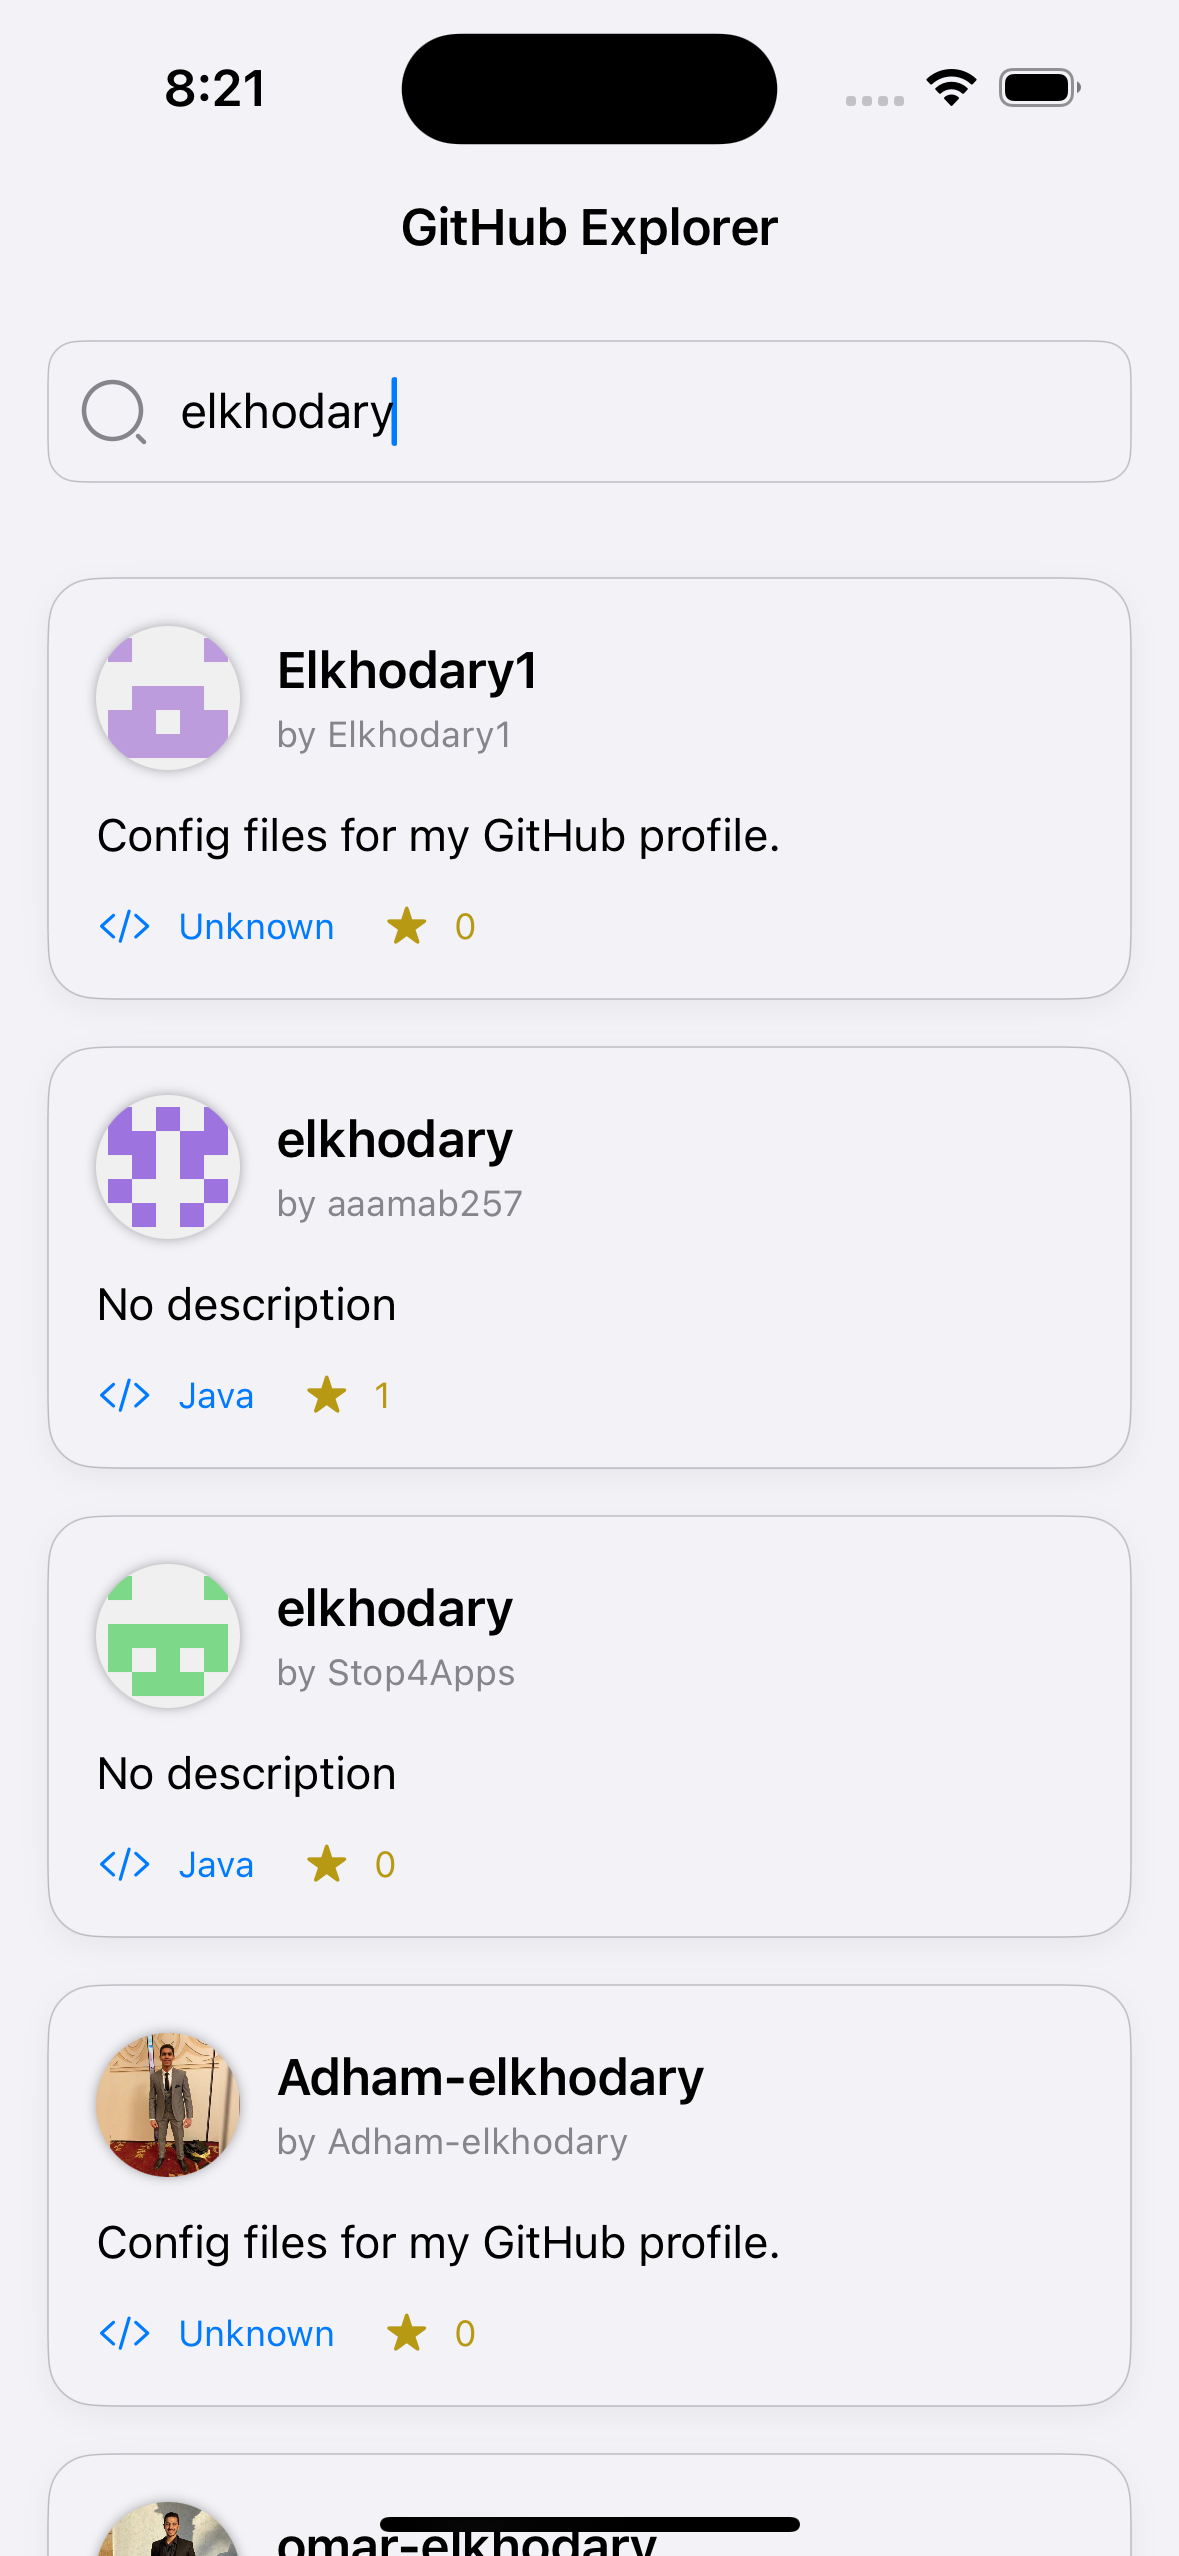 8:21
GitHub Explorer
elkhodary
Elkhodary1
by Elkhodary1
Config files for my GitHub profile.
</> Unknown ★ 0
elkhodary
by aaamab257
No description
</> Java ★ 1
elkhodary
by Stop4Apps
No description
</> Java ★ 0
Adham-elkhodary
by Adham-elkhodary
Config files for my GitHub profile.
</> Unknown ★ 0
omar-elkhodary